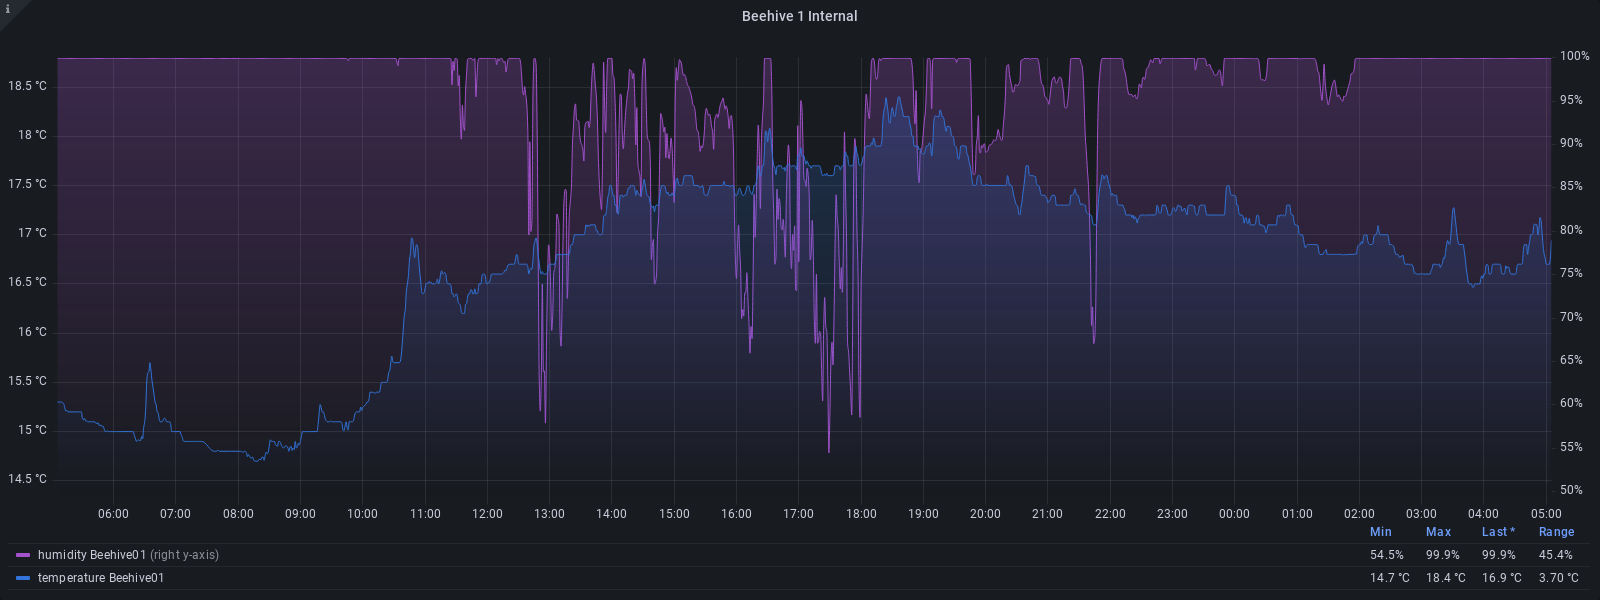 i
Beehive 1 Internal
100%
18.5 °C
95%
18 °C
90%
17.5 °C
85%
17 °C
80%
16.5 °C
75%
16 °C
70%
65%
15.5 °C
60%
15 °C
55%
14.5 °C
50%
06:00 07:00 08:00 09:00 10:00 11:00 12:00 13:00 14:00 15:00 16:00 17:00 18:00 19:00 20:00 21:00 22:00 23:00 00:00 01:00 02:00 03:00 04:00 05:00
Min Max Last * Range
humidity Beehive01 (right y-axis) 54.5% 99.9% 99.9% 45.4%
temperature Beehive01 14.7 °C 18.4 °C 16.9 °C 3.70 °C